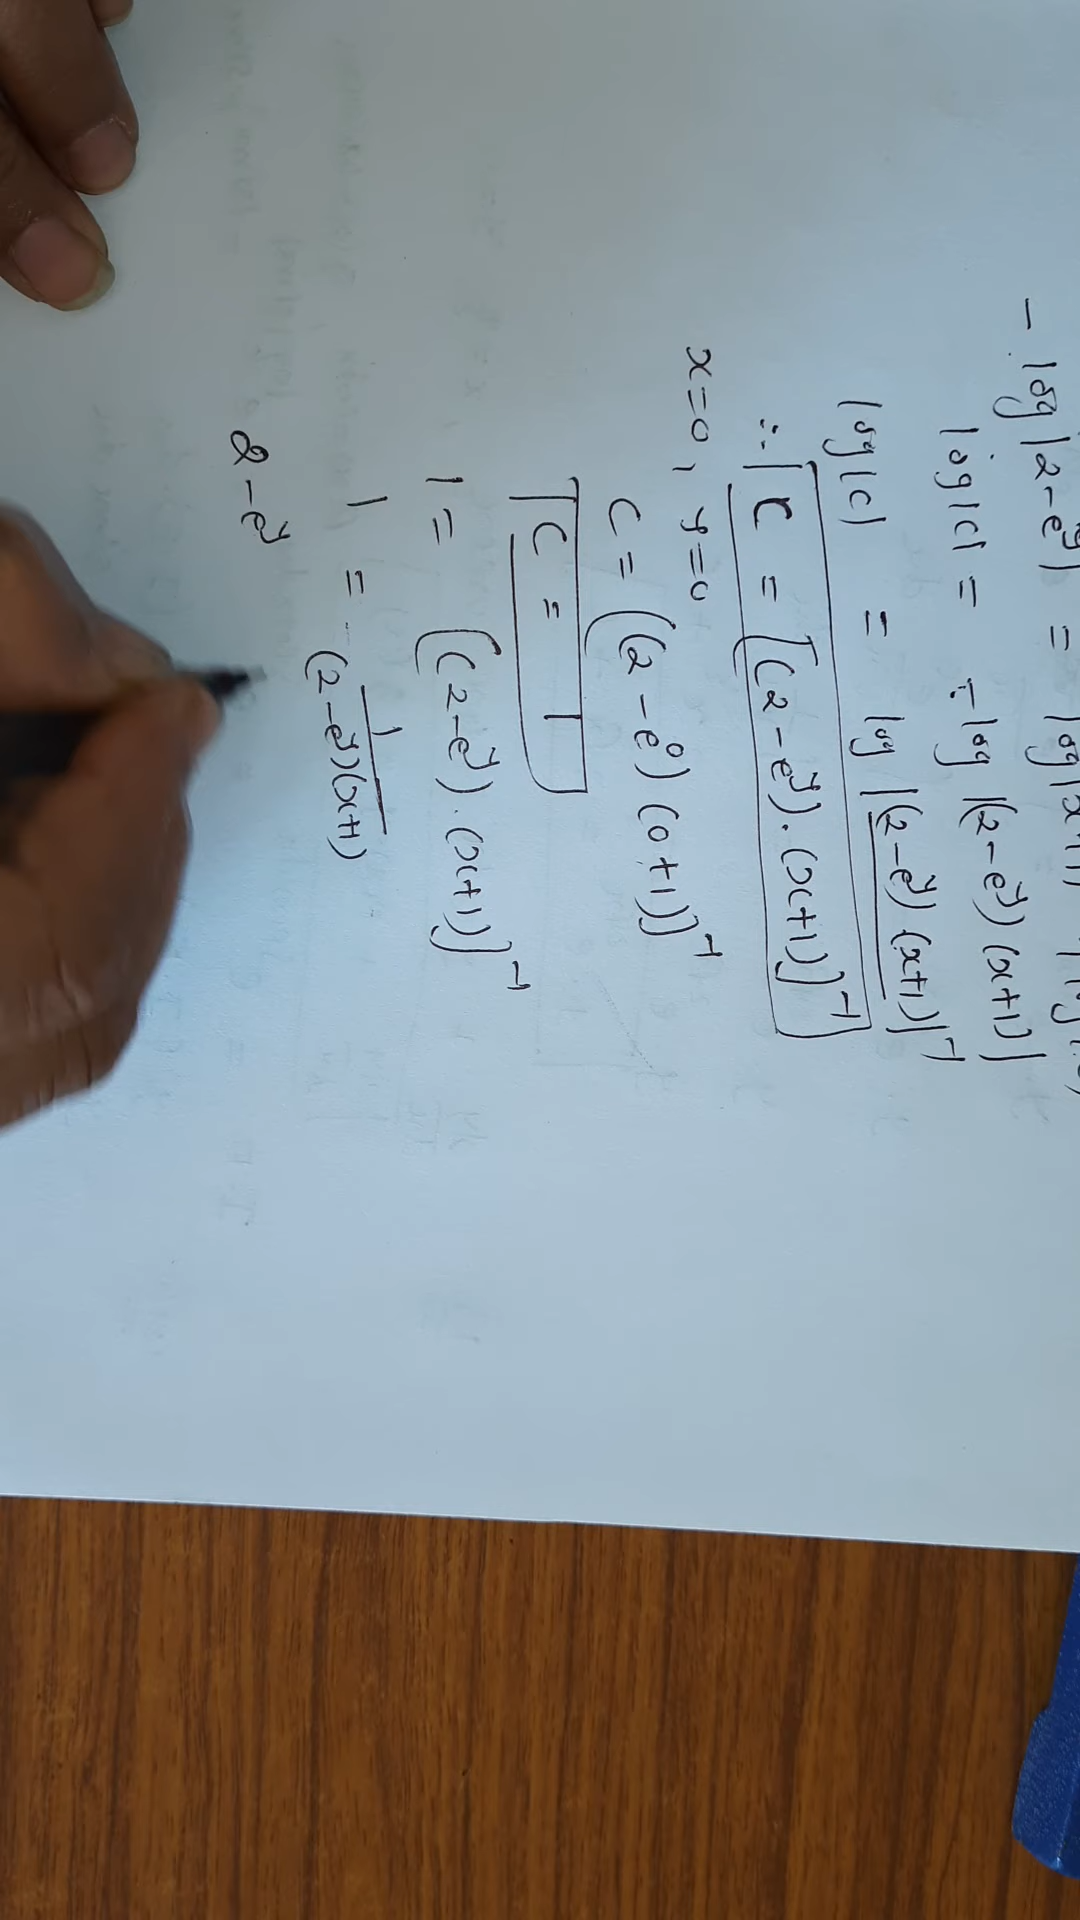 - log |2-e^y| = log |x+1| + log
log |c| = - log |(2-e^y) (x+1)|
log |c| = log |(2-e^y) (x+1)|^-1
∴ [C = [(2-e^y).(x+1)]^-1
x=0, y=0
C = ((2-e^0) (0+1)]^-1
C = 1
1 = [(2-e^y).(x+1)]^-1
1 = 1/(2-e^y)(x+1)
2-e^y